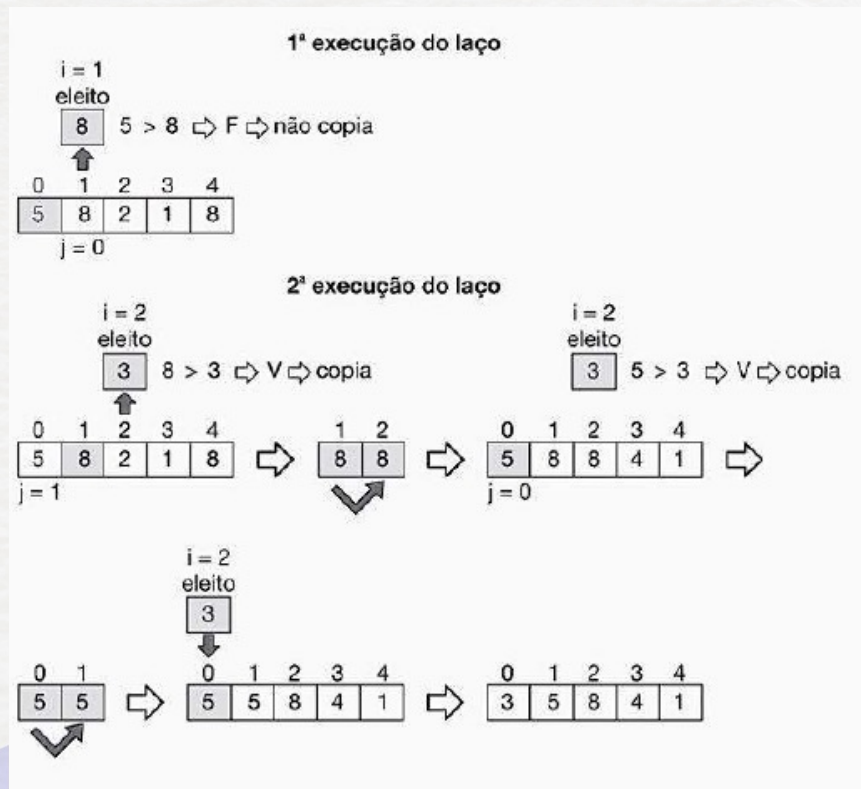 1ª execução do laço
i = 1
eleito
8 5 > 8 ⇨ F ⇨ não copia
0 1 2 3 4
5 8 2 1 8
j = 0
2ª execução do laço
i = 2
eleito
3 8 > 3 ⇨ V ⇨ copia
i = 2
eleito
3 5 > 3 ⇨ V ⇨ copia
0 1 2 3 4
5 8 2 1 8
j = 1
1 2
8 8
0 1 2 3 4
5 8 8 4 1
j = 0
i = 2
eleito
3
0 1
5 5
0 1 2 3 4
5 5 8 4 1
0 1 2 3 4
3 5 8 4 1